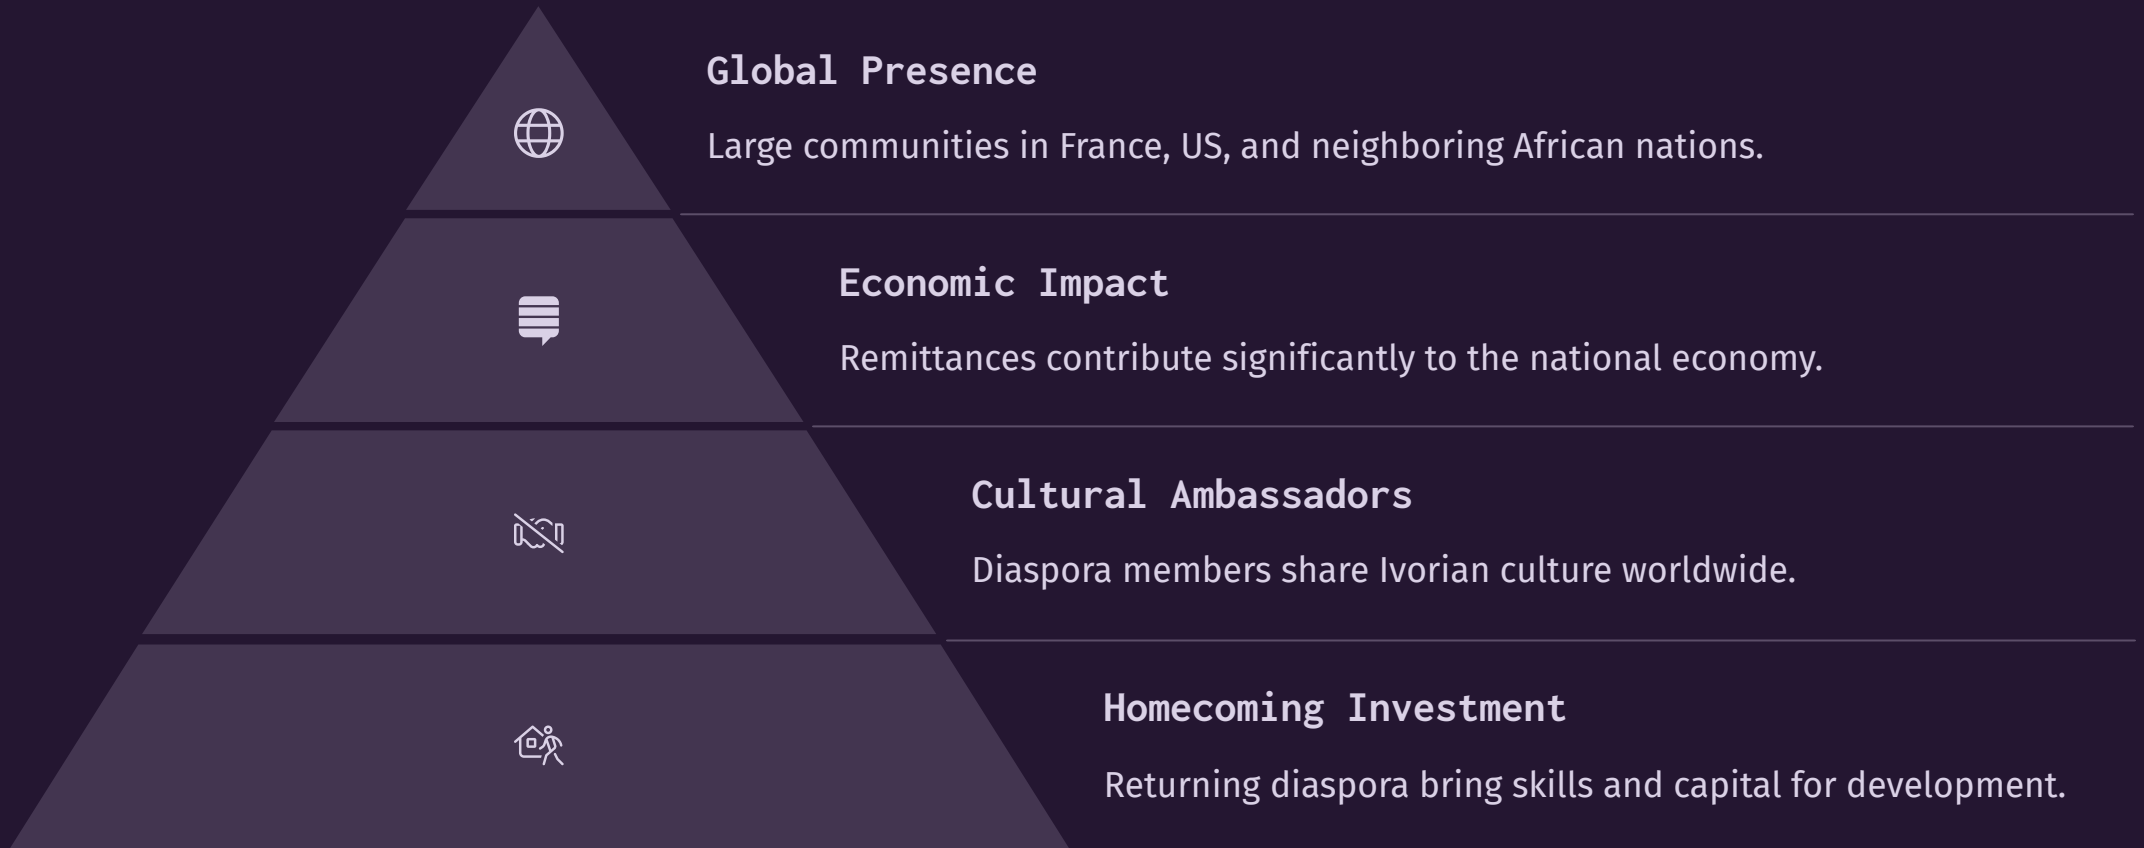 Global Presence
Large communities in France, US, and neighboring African nations.
Economic Impact
Remittances contribute significantly to the national economy.
Cultural Ambassadors
Diaspora members share Ivorian culture worldwide.
Homecoming Investment
Returning diaspora bring skills and capital for development.